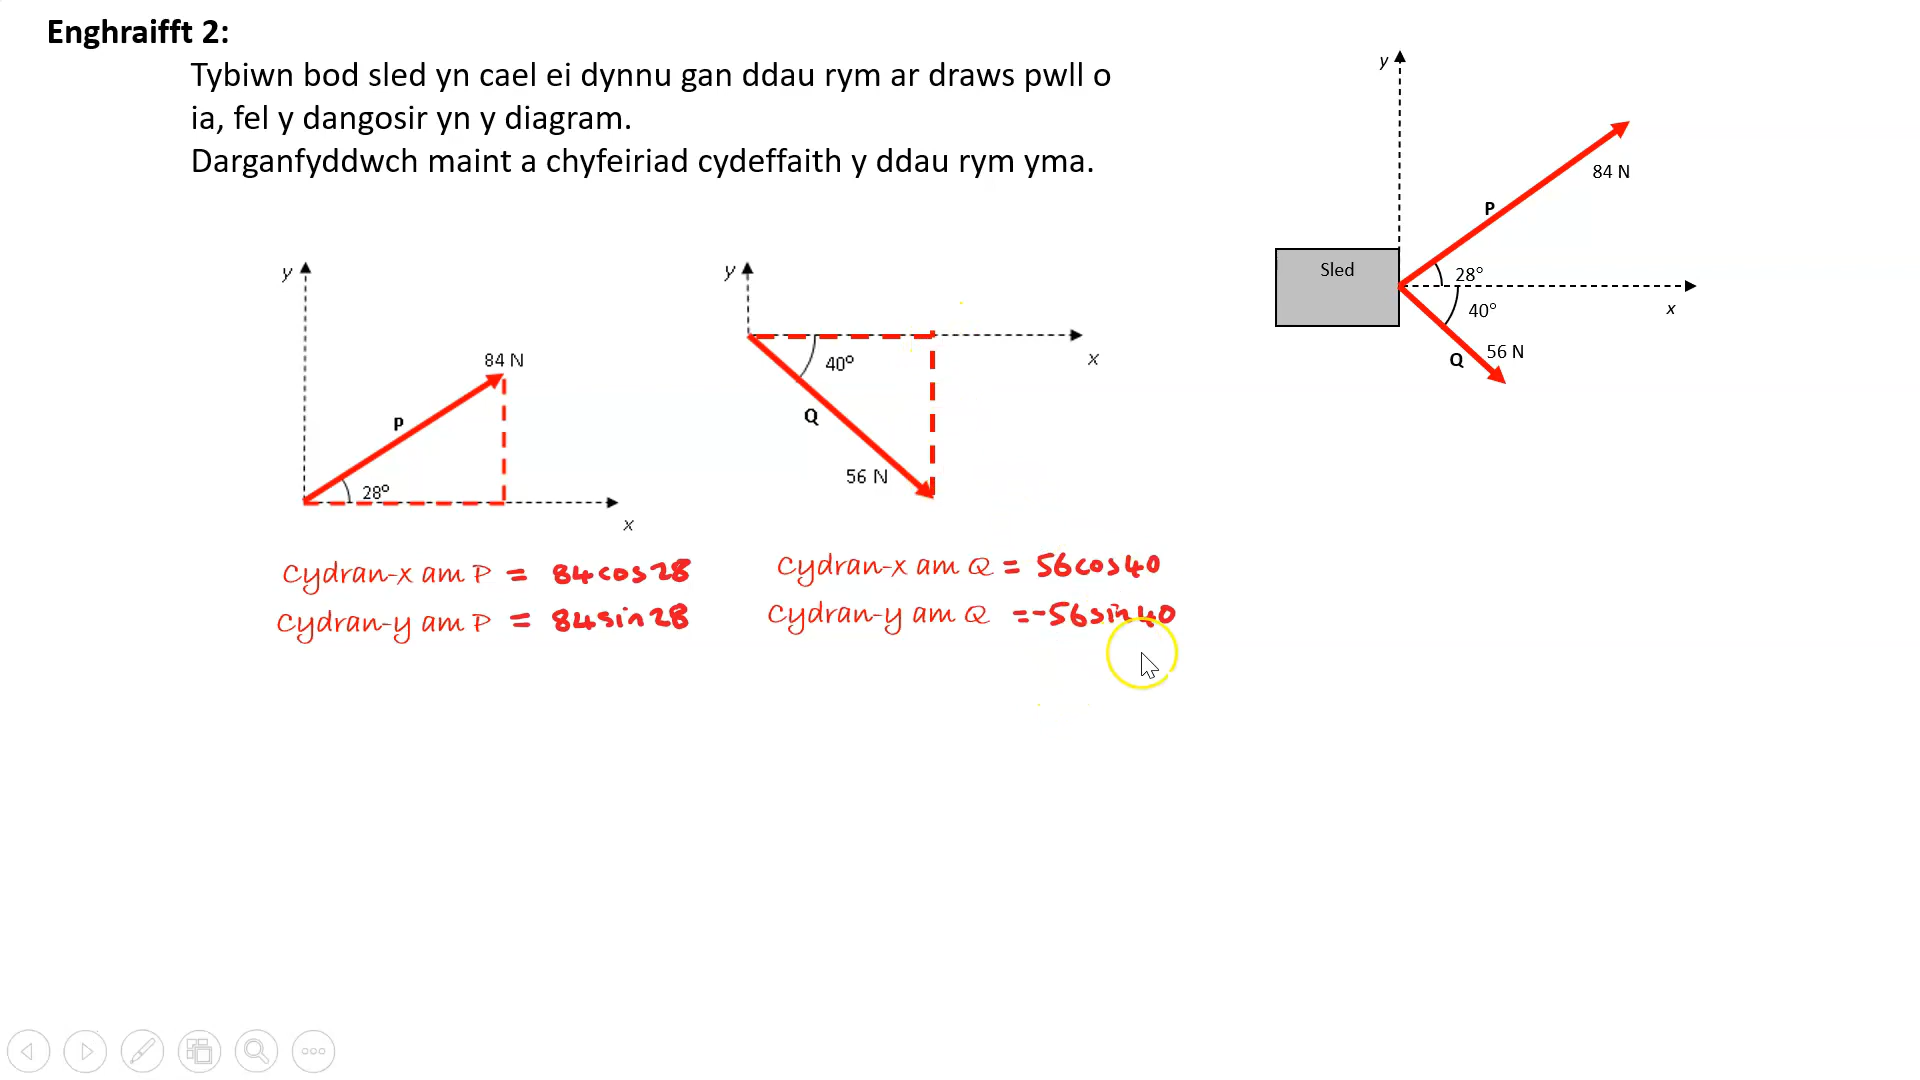 Enghraifft 2:
Tybiwn bod sled yn cael ei dynnu gan ddau rym ar draws pwll o
ia, fel y dangosir yn y diagram.
Darganfyddwch maint a chyfeiriad cydeffaith y ddau rym yma.
y
84 N
P
Sled
28°
40°
x
Q
56 N
y
84 N
P
28°
x
y
40°
x
Q
56 N
Cydran-x am P = 84cos28
Cydran-y am P = 84sin28
Cydran-x am Q = 56cos40
Cydran-y am Q =-56sin40